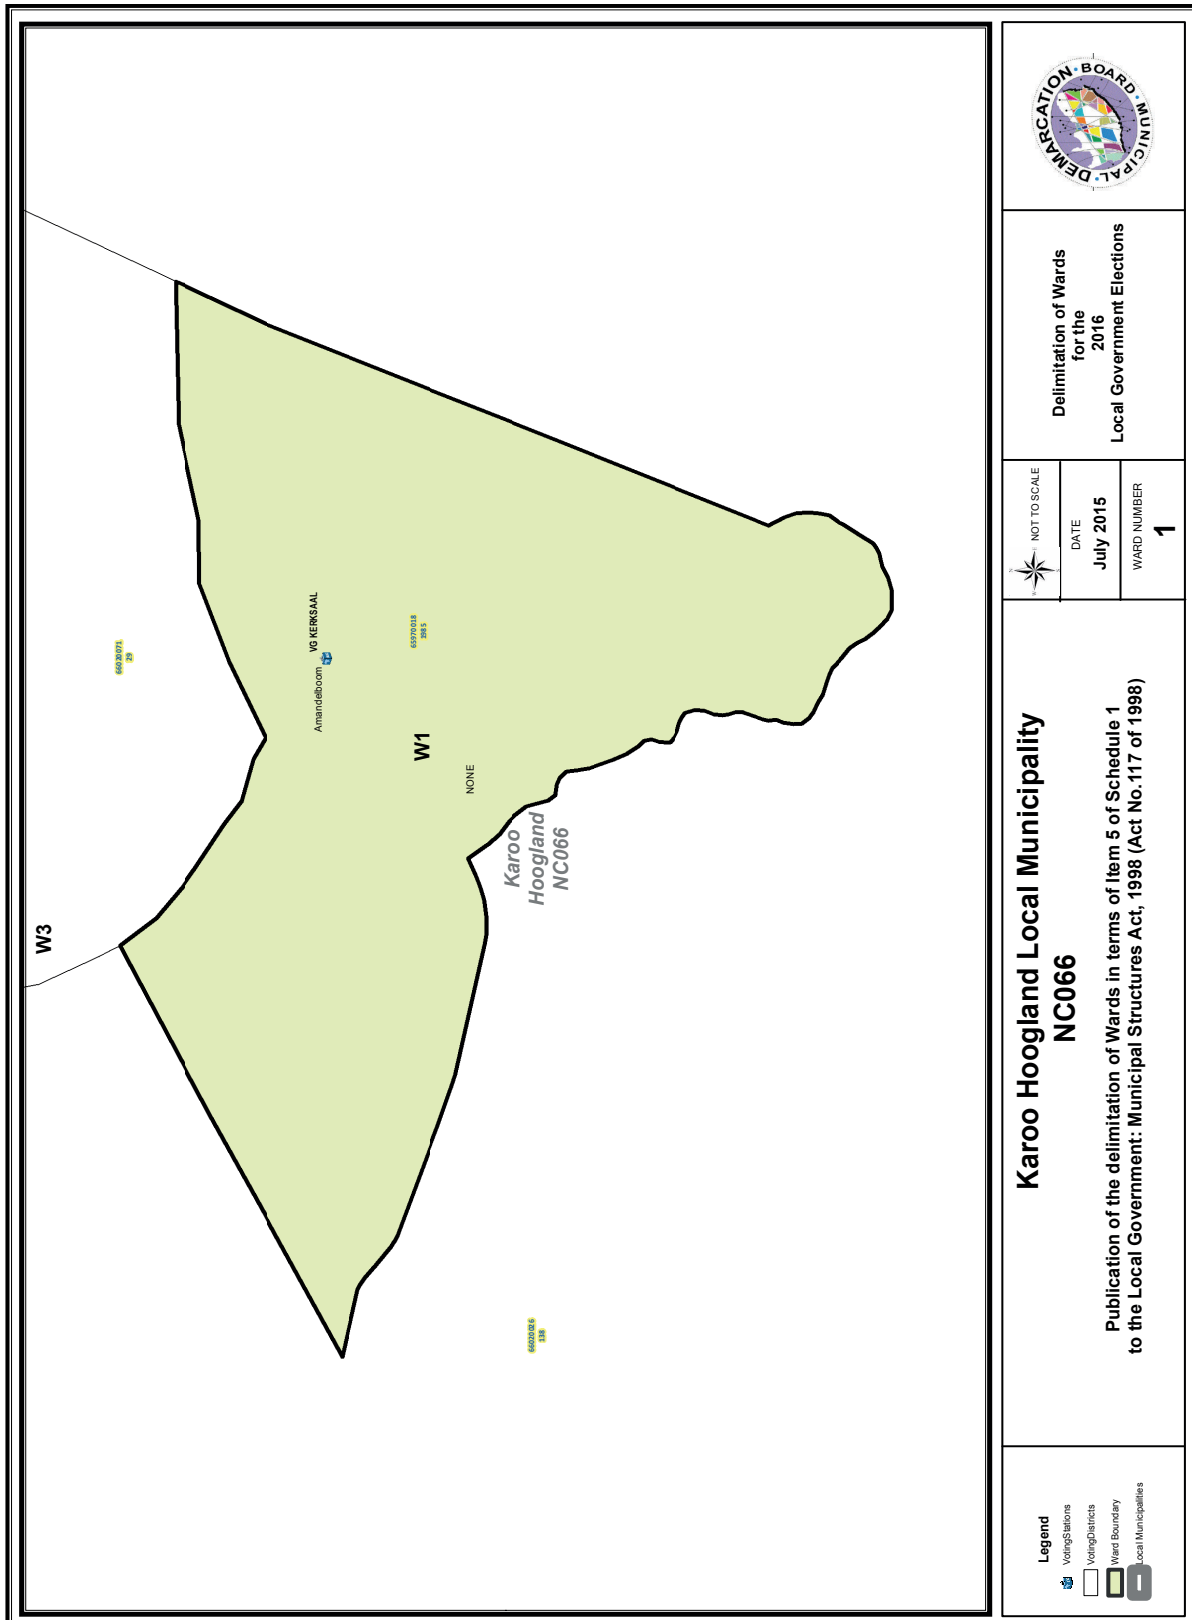 W3
66020071
29
Amandelboom
VG KERKSAAL
65970018
1985
W1
NONE
Karoo
Hoogland
NC066
66020026
138
Legend
VotingStations
VotingDistricts
Ward Boundary
Local Municipalities
Karoo Hoogland Local Municipality
NC066
Publication of the delimitation of Wards in terms of Item 5 of Schedule 1
to the Local Government: Municipal Structures Act, 1998 (Act No.117 of 1998)
N
W
E
S
NOT TO SCALE
DATE
July 2015
WARD NUMBER
1
Delimitation of Wards
for the
2016
Local Government Elections
MUNICIPAL • DEMARCATION • BOARD •